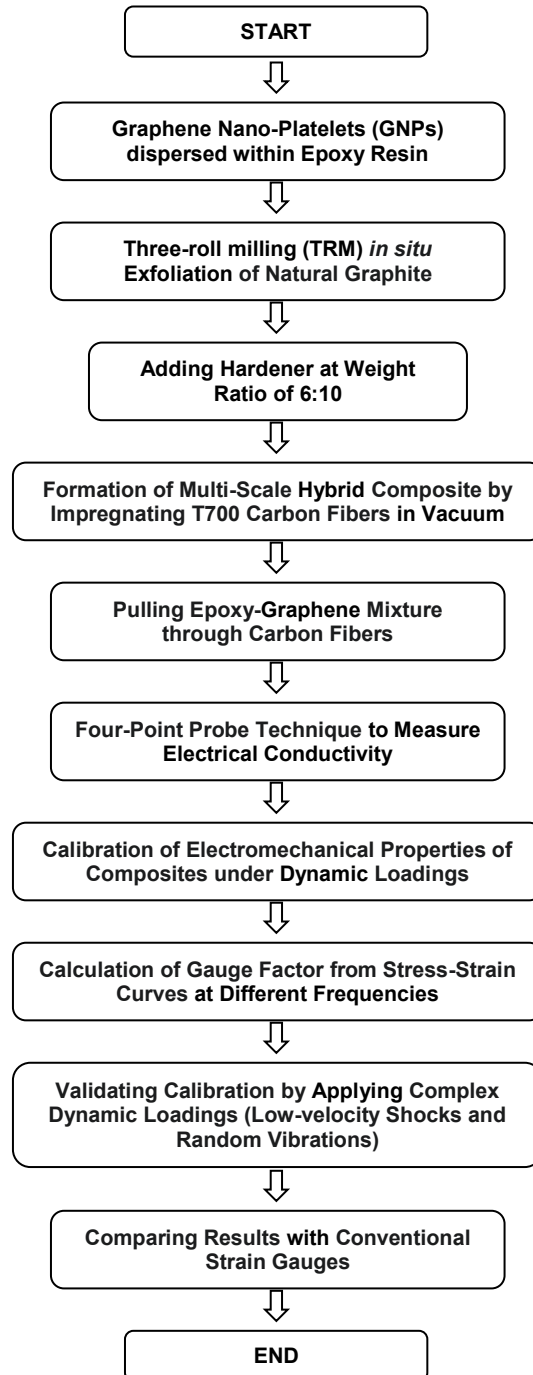 START
Graphene Nano-Platelets (GNPs)
dispersed within Epoxy Resin
Three-roll milling (TRM) in situ
Exfoliation of Natural Graphite
Adding Hardener at Weight
Ratio of 6:10
Formation of Multi-Scale Hybrid Composite by
Impregnating T700 Carbon Fibers in Vacuum
Pulling Epoxy-Graphene Mixture
through Carbon Fibers
Four-Point Probe Technique to Measure
Electrical Conductivity
Calibration of Electromechanical Properties of
Composites under Dynamic Loadings
Calculation of Gauge Factor from Stress-Strain
Curves at Different Frequencies
Validating Calibration by Applying Complex
Dynamic Loadings (Low-velocity Shocks and
Random Vibrations)
Comparing Results with Conventional
Strain Gauges
END